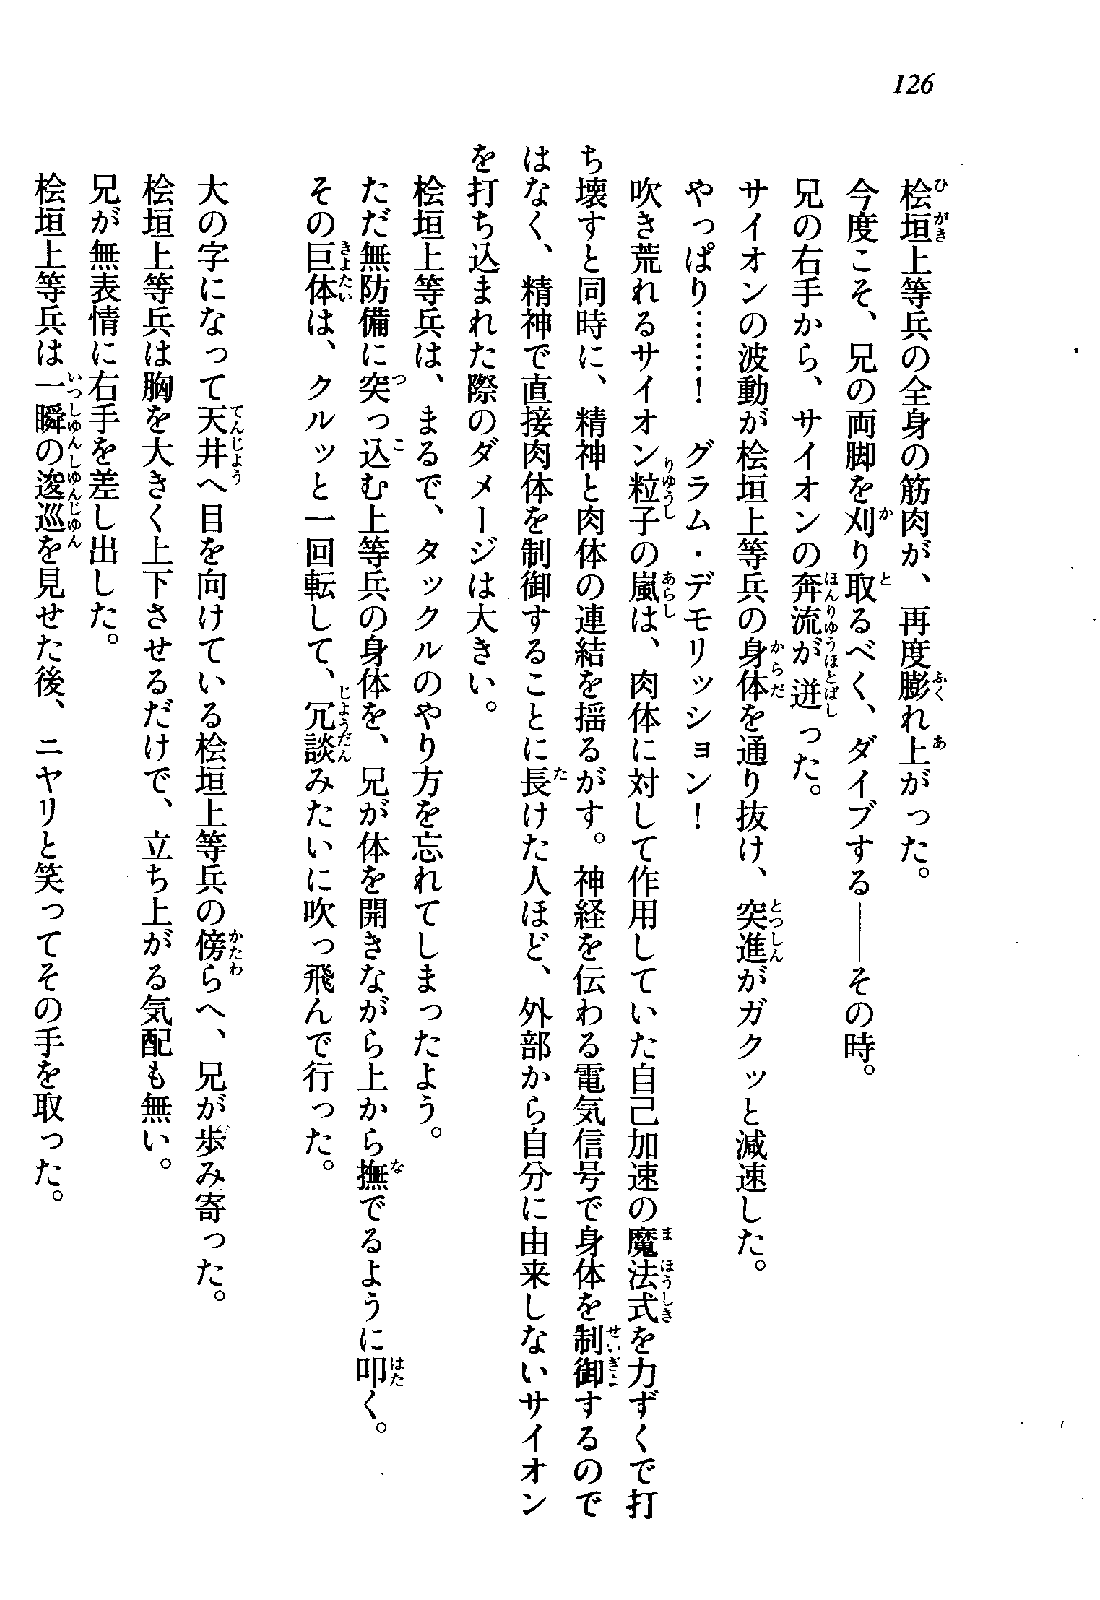 126
桧垣上等兵の全身の筋肉が、再度膨れ上がった。
今度こそ、兄の両脚を刈り取るべく、ダイブする――その時。
兄の右手から、サイオンの奔流が迸った。
サイオンの波動が桧垣上等兵の身体を通り抜け、突進がガクッと減速した。
やっぱり……！　グラム・デモリッション！
吹き荒れるサイオン粒子の嵐は、肉体に対して作用していた自己加速の魔法式を力ずくで打
ち壊すと同時に、精神と肉体の連結を揺るがす。神経を伝わる電気信号で身体を制御するので
はなく、精神で直接肉体を制御することに長けた人ほど、外部から自分に由来しないサイオン
を打ち込まれた際のダメージは大きい。
桧垣上等兵は、まるで、タックルのやり方を忘れてしまったよう。
ただ無防備に突っ込む上等兵の身体を、兄が体を開きながら上から撫でるように叩く。
その巨体は、クルッと一回転して、冗談みたいに吹っ飛んで行った。
大の字になって天井へ目を向けている桧垣上等兵の傍らへ、兄が歩み寄った。
桧垣上等兵は胸を大きく上下させるだけで、立ち上がる気配も無い。
兄が無表情に右手を差し出した。
桧垣上等兵は一瞬の逡巡を見せた後、ニヤリと笑ってその手を取った。